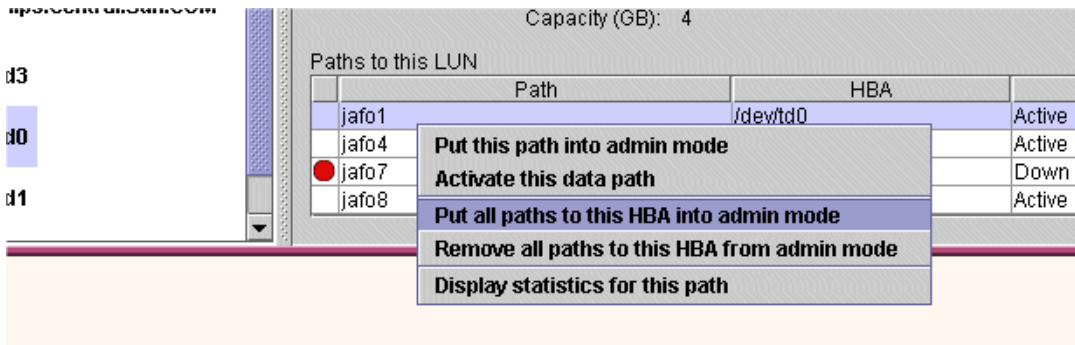 Capacity (GB): 4
Paths to this LUN
d3
Path HBA
jafo1 /dev/td0 Active
d0
jafo4 Active
Put this path into admin mode
jafo7 Down
Activate this data path
d1
jafo8 Active
Put all paths to this HBA into admin mode
Remove all paths to this HBA from admin mode
Display statistics for this path